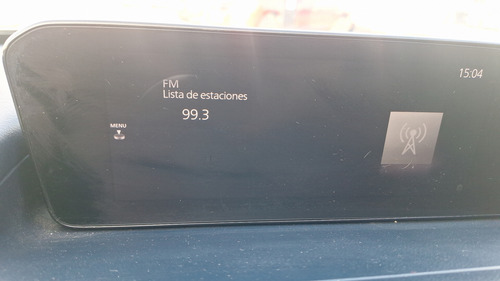 FM
15:04
Lista de estaciones
99.3
MENU